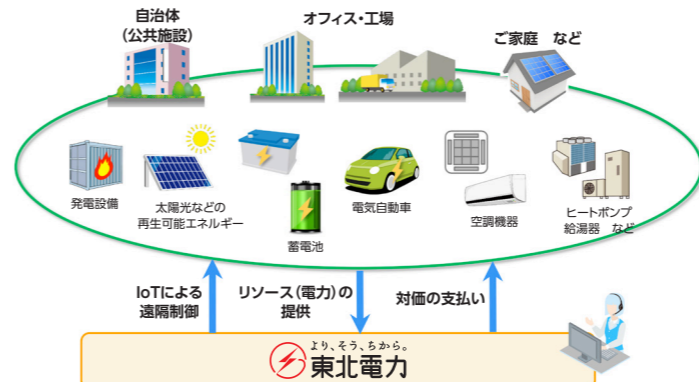 自治体
(公共施設)
オフィス・工場
ご家庭 など
発電設備
太陽光などの
再生可能エネルギー
蓄電池
電気自動車
空調機器
ヒートポンプ
給湯器 など
IoTによる
遠隔制御
リソース(電力)の
提供
対価の支払い
より、そう、ちから。
東北電力